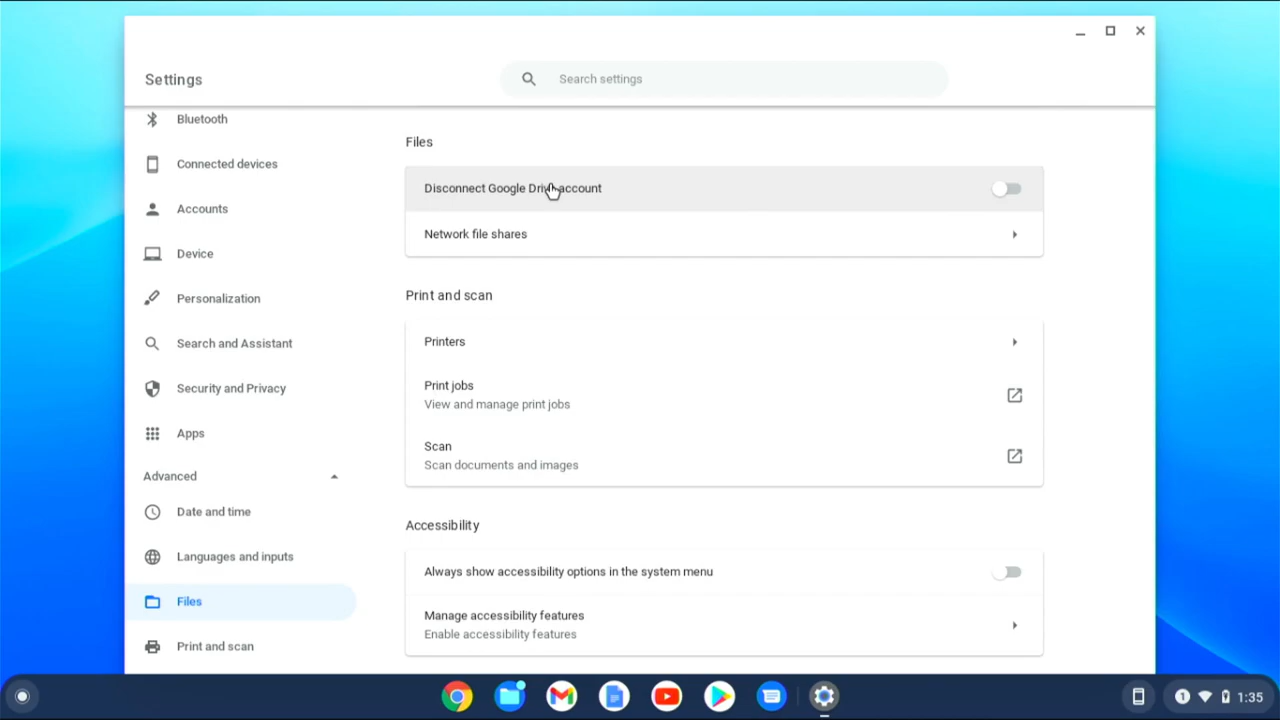 Settings
Search settings
Bluetooth
Connected devices
Accounts
Device
Personalization
Search and Assistant
Security and Privacy
Apps
Advanced
Date and time
Languages and inputs
Files
Print and scan
Files
Disconnect Google Drive account
Network file shares
Print and scan
Printers
Print jobs
View and manage print jobs
Scan
Scan documents and images
Accessibility
Always show accessibility options in the system menu
Manage accessibility features
Enable accessibility features
1
1:35